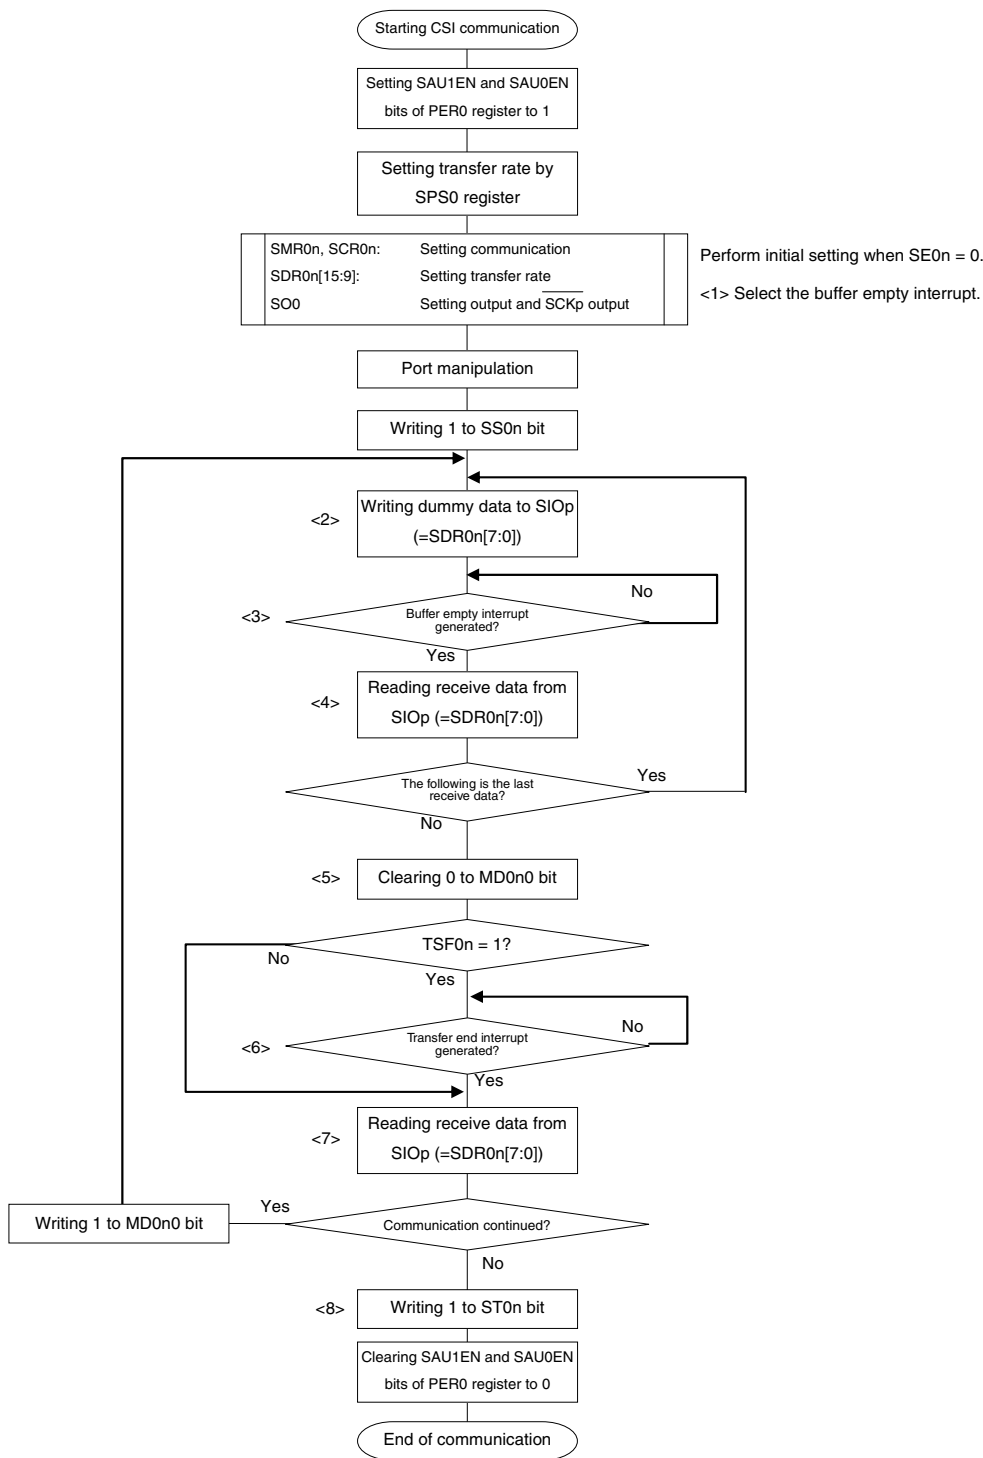 Starting CSI communication
Setting SAU1EN and SAU0EN
bits of PER0 register to 1
Setting transfer rate by
SPS0 register
SMR0n, SCR0n: Setting communication
SDR0n[15:9]: Setting transfer rate
SO0 Setting output and SCKp output
Perform initial setting when SE0n = 0.
<1> Select the buffer empty interrupt.
Port manipulation
Writing 1 to SS0n bit
<2>
Writing dummy data to SIOp
(=SDR0n[7:0])
No
<3>
Buffer empty interrupt
generated?
Yes
<4>
Reading receive data from
SIOp (=SDR0n[7:0])
The following is the last
receive data?
Yes
No
<5>
Clearing 0 to MD0n0 bit
TSF0n = 1?
No
Yes
No
<6>
Transfer end interrupt
generated?
Yes
<7>
Reading receive data from
SIOp (=SDR0n[7:0])
Yes
Writing 1 to MD0n0 bit
Communication continued?
No
<8>
Writing 1 to ST0n bit
Clearing SAU1EN and SAU0EN
bits of PER0 register to 0
End of communication